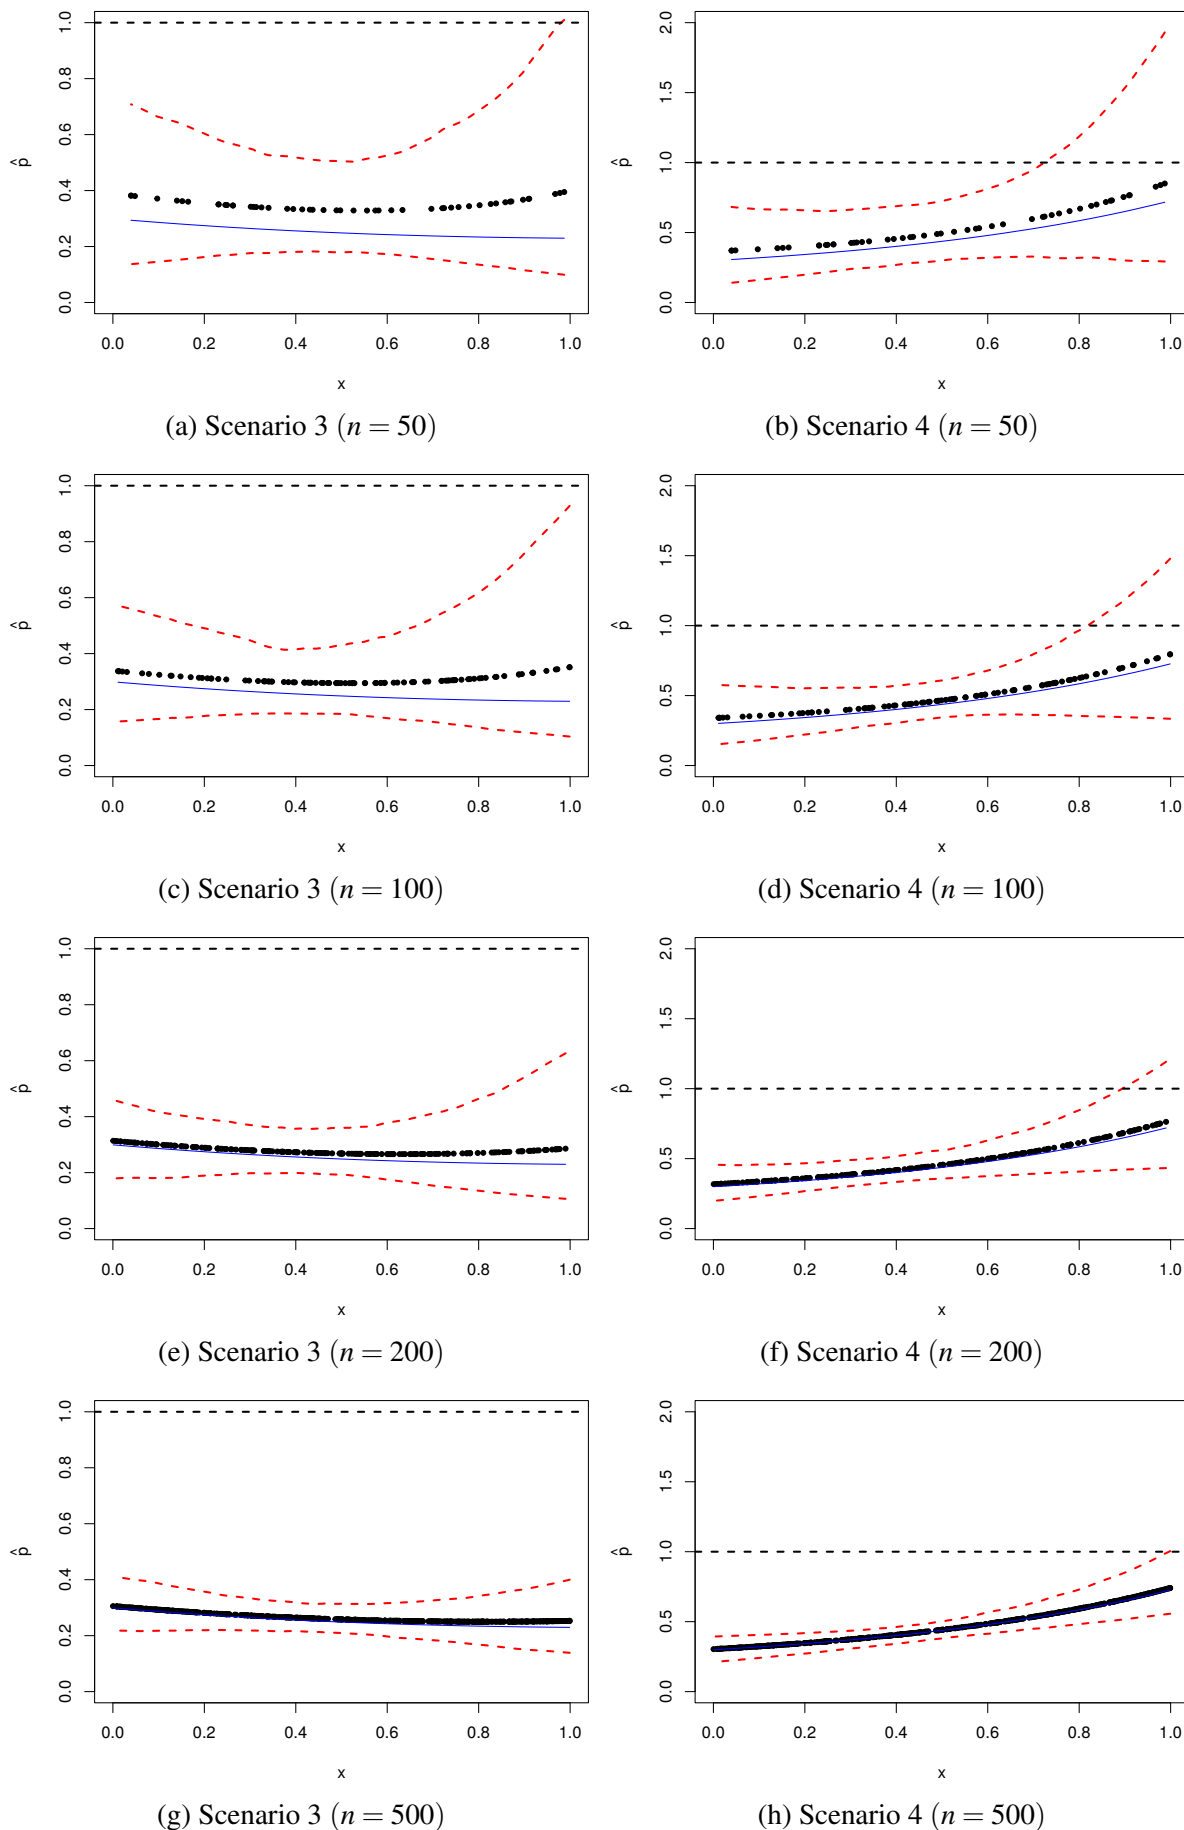 1.0
0.8
0.6
0.4
0.2
0.0
p̂
0.0 0.2 0.4 0.6 0.8 1.0
x
(a) Scenario 3 (n = 50)
2.0
1.5
1.0
0.5
0.0
p̂
0.0 0.2 0.4 0.6 0.8 1.0
x
(b) Scenario 4 (n = 50)
1.0
0.8
0.6
0.4
0.2
0.0
p̂
0.0 0.2 0.4 0.6 0.8 1.0
x
(c) Scenario 3 (n = 100)
2.0
1.5
1.0
0.5
0.0
p̂
0.0 0.2 0.4 0.6 0.8 1.0
x
(d) Scenario 4 (n = 100)
1.0
0.8
0.6
0.4
0.2
0.0
p̂
0.0 0.2 0.4 0.6 0.8 1.0
x
(e) Scenario 3 (n = 200)
2.0
1.5
1.0
0.5
0.0
p̂
0.0 0.2 0.4 0.6 0.8 1.0
x
(f) Scenario 4 (n = 200)
1.0
0.8
0.6
0.4
0.2
0.0
p̂
0.0 0.2 0.4 0.6 0.8 1.0
x
(g) Scenario 3 (n = 500)
2.0
1.5
1.0
0.5
0.0
p̂
0.0 0.2 0.4 0.6 0.8 1.0
x
(h) Scenario 4 (n = 500)